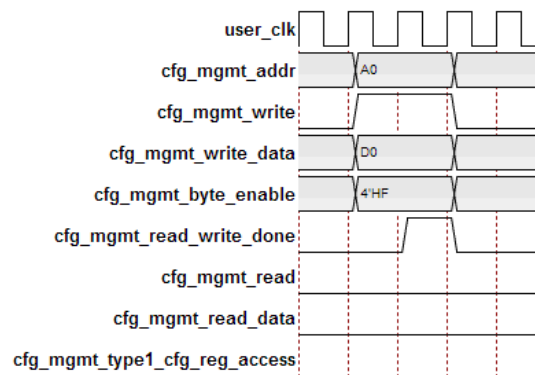 user_clk
cfg_mgmt_addr A0
cfg_mgmt_write
cfg_mgmt_write_data D0
cfg_mgmt_byte_enable 4'HF
cfg_mgmt_read_write_done
cfg_mgmt_read
cfg_mgmt_read_data
cfg_mgmt_type1_cfg_reg_access